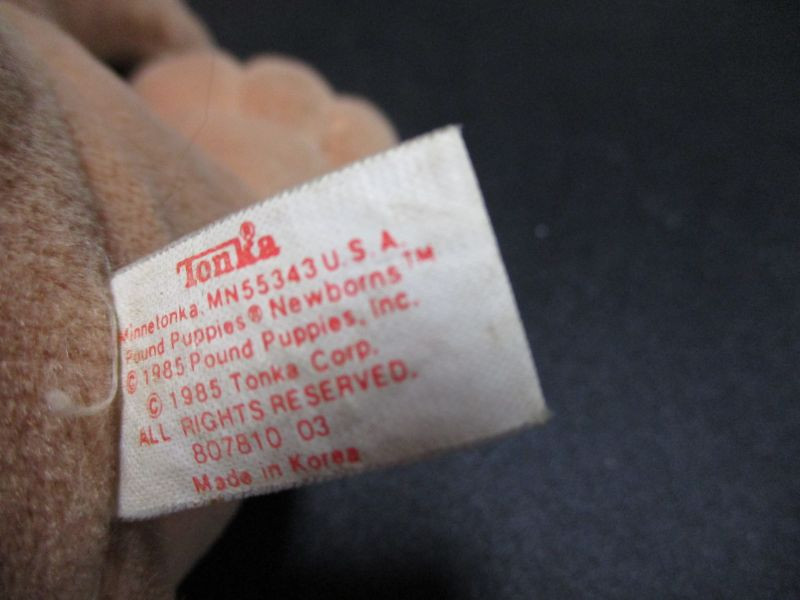 Tonka®
Minnetonka, MN55343 U.S.A.
Pound Puppies® Newborns™
© 1985 Pound Puppies, Inc.
© 1985 Tonka Corp.
ALL RIGHTS RESERVED.
807810 03
Made in Korea